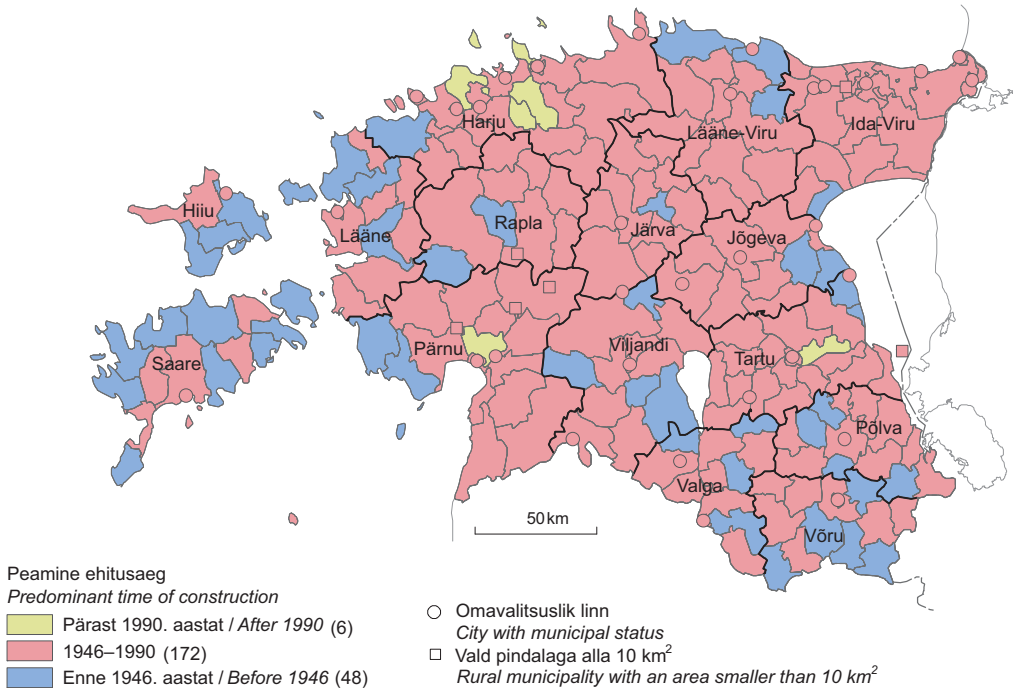 Harju
Lääne-Viru
Ida-Viru
Hiiu
Lääne
Rapla
Järva
Jõgeva
Saare
Pärnu
Viljandi
Tartu
Põlva
Valga
Võru
50 km
Peamine ehitusaeg
Predominant time of construction
Pärast 1990. aastat / After 1990 (6)
1946–1990 (172)
Enne 1946. aastat / Before 1946 (48)
Omavalitsuslik linn
City with municipal status
Vald pindalaga alla 10 km²
Rural municipality with an area smaller than 10 km²